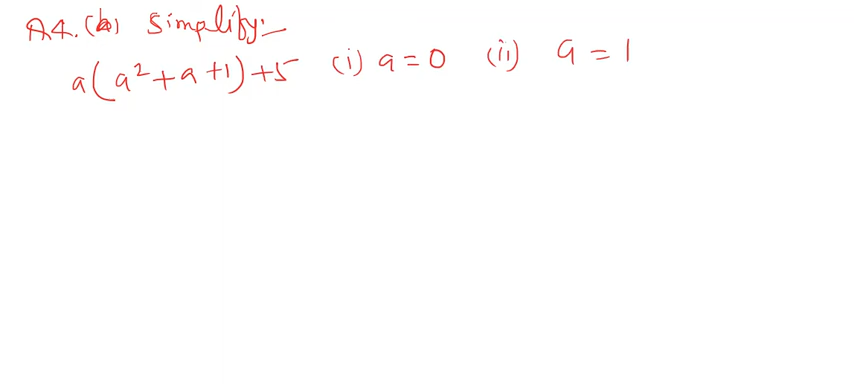 Q4. (b) Simplify:-
a(a² + a + 1) + 5 (i) a = 0 (ii) a = 1